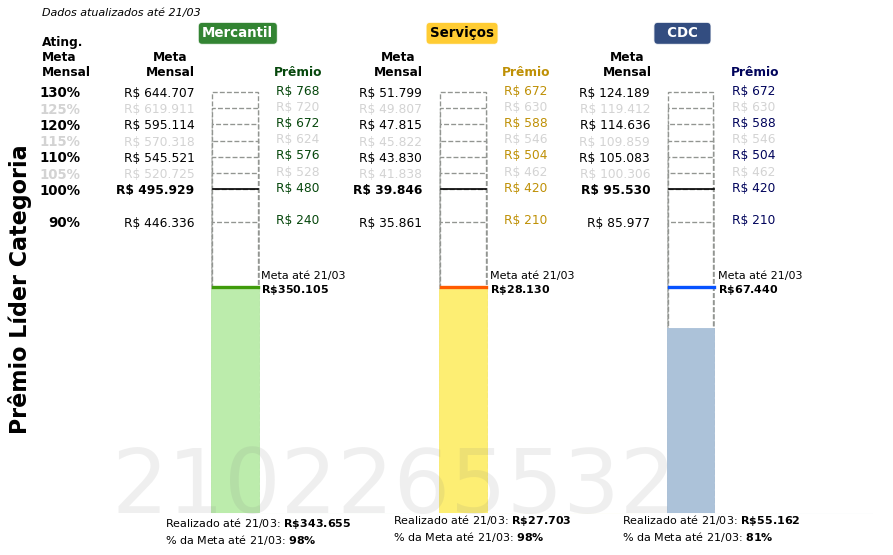 Dados atualizados até 21/03
Mercantil
Serviços
CDC
Ating. Meta Mensal
Meta Mensal
Prêmio
Meta Mensal
Prêmio
Meta Mensal
Prêmio
130% R$ 644.707 R$ 768 R$ 51.799 R$ 672 R$ 124.189 R$ 672
125% R$ 619.911 R$ 720 R$ 49.807 R$ 630 R$ 119.412 R$ 630
120% R$ 595.114 R$ 672 R$ 47.815 R$ 588 R$ 114.636 R$ 588
115% R$ 570.318 R$ 624 R$ 45.822 R$ 546 R$ 109.859 R$ 546
110% R$ 545.521 R$ 576 R$ 43.830 R$ 504 R$ 105.083 R$ 504
105% R$ 520.725 R$ 528 R$ 41.838 R$ 462 R$ 100.306 R$ 462
100% R$ 495.929 R$ 480 R$ 39.846 R$ 420 R$ 95.530 R$ 420
90% R$ 446.336 R$ 240 R$ 35.861 R$ 210 R$ 85.977 R$ 210
Prêmio Líder Categoria
Meta até 21/03
R$350.105
Meta até 21/03
R$28.130
Meta até 21/03
R$67.440
2102265532
Realizado até 21/03: R$343.655
% da Meta até 21/03: 98%
Realizado até 21/03: R$27.703
% da Meta até 21/03: 98%
Realizado até 21/03: R$55.162
% da Meta até 21/03: 81%